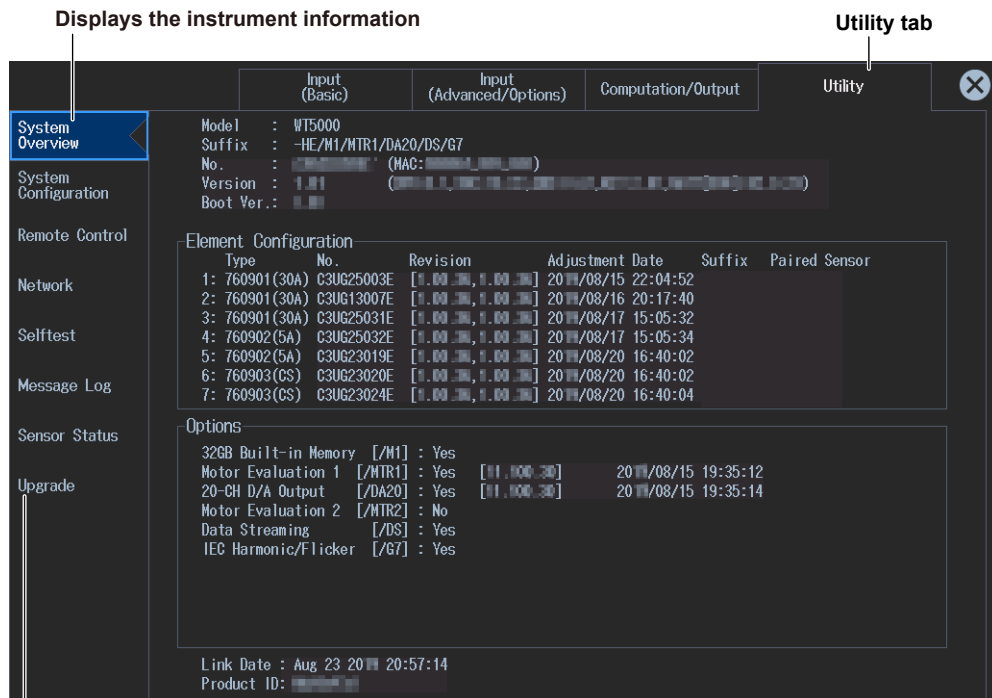 Displays the instrument information
Utility tab
Input
(Basic)
Input
(Advanced/Options)
Computation/Output
Utility
System
Overview
System
Configuration
Remote Control
Network
Selftest
Message Log
Sensor Status
Upgrade
Model : WT5000
Suffix : -HE/M1/MTR1/DA20/DS/G7
No. : (MAC: )
Version : ( )
Boot Ver.:
Element Configuration
Type No. Revision Adjustment Date Suffix Paired Sensor
1: 760901(30A) C3UG25003E /08/15 22:04:52
2: 760901(30A) C3UG13007E /08/16 20:17:40
3: 760901(30A) C3UG25031E /08/17 15:05:32
4: 760902(5A) C3UG25032E /08/17 15:05:34
5: 760902(5A) C3UG23019E /08/20 16:40:02
6: 760903(CS) C3UG23020E /08/20 16:40:02
7: 760903(CS) C3UG23024E /08/20 16:40:04
Options
32GB Built-in Memory [/M1] : Yes
Motor Evaluation 1 [/MTR1] : Yes /08/15 19:35:12
20-CH D/A Output [/DA20] : Yes /08/15 19:35:14
Motor Evaluation 2 [/MTR2] : No
Data Streaming [/DS] : Yes
IEC Harmonic/Flicker [/G7] : Yes
Link Date : Aug 23 20:57:14
Product ID: